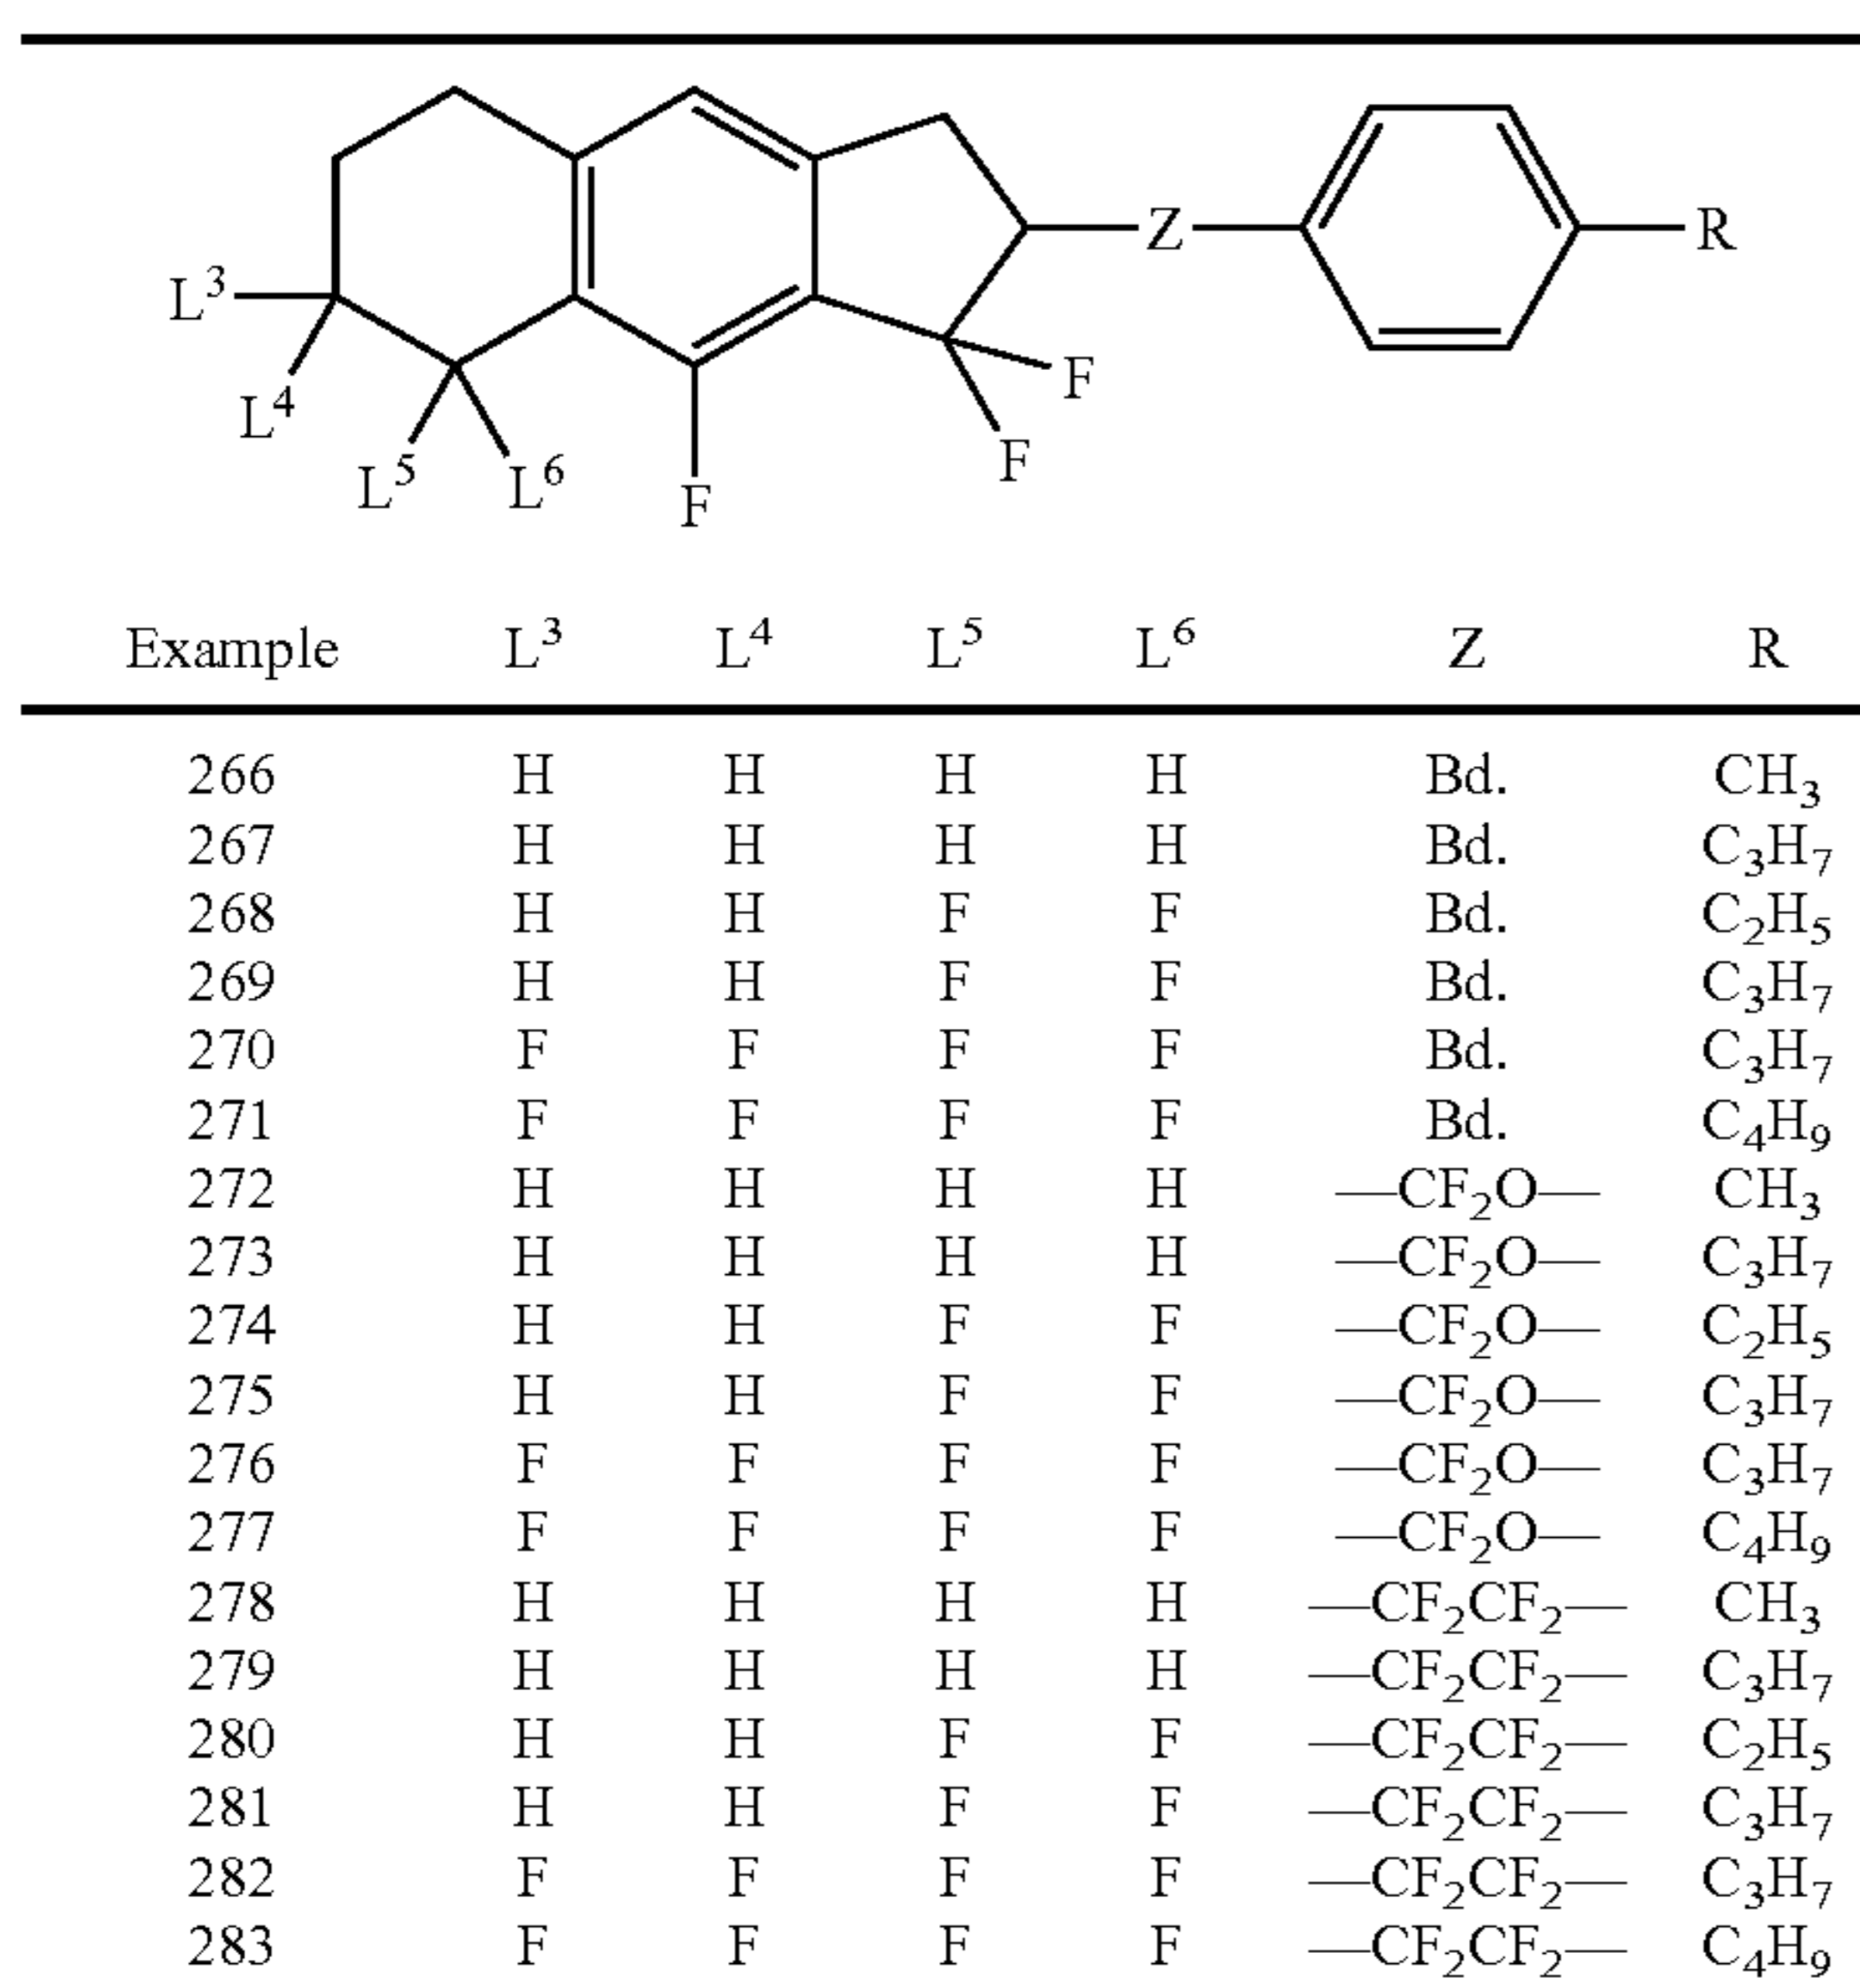 Z R
L³
F
L⁴
F
L⁵ L⁶ F
Example L³ L⁴ L⁵ L⁶ Z R
266 H H H H Bd. CH₃
267 H H H H Bd. C₃H₇
268 H H F F Bd. C₂H₅
269 H H F F Bd. C₃H₇
270 F F F F Bd. C₃H₇
271 F F F F Bd. C₄H₉
272 H H H H —CF₂O— CH₃
273 H H H H —CF₂O— C₃H₇
274 H H F F —CF₂O— C₂H₅
275 H H F F —CF₂O— C₃H₇
276 F F F F —CF₂O— C₃H₇
277 F F F F —CF₂O— C₄H₉
278 H H H H —CF₂CF₂— CH₃
279 H H H H —CF₂CF₂— C₃H₇
280 H H F F —CF₂CF₂— C₂H₅
281 H H F F —CF₂CF₂— C₃H₇
282 F F F F —CF₂CF₂— C₃H₇
283 F F F F —CF₂CF₂— C₄H₉